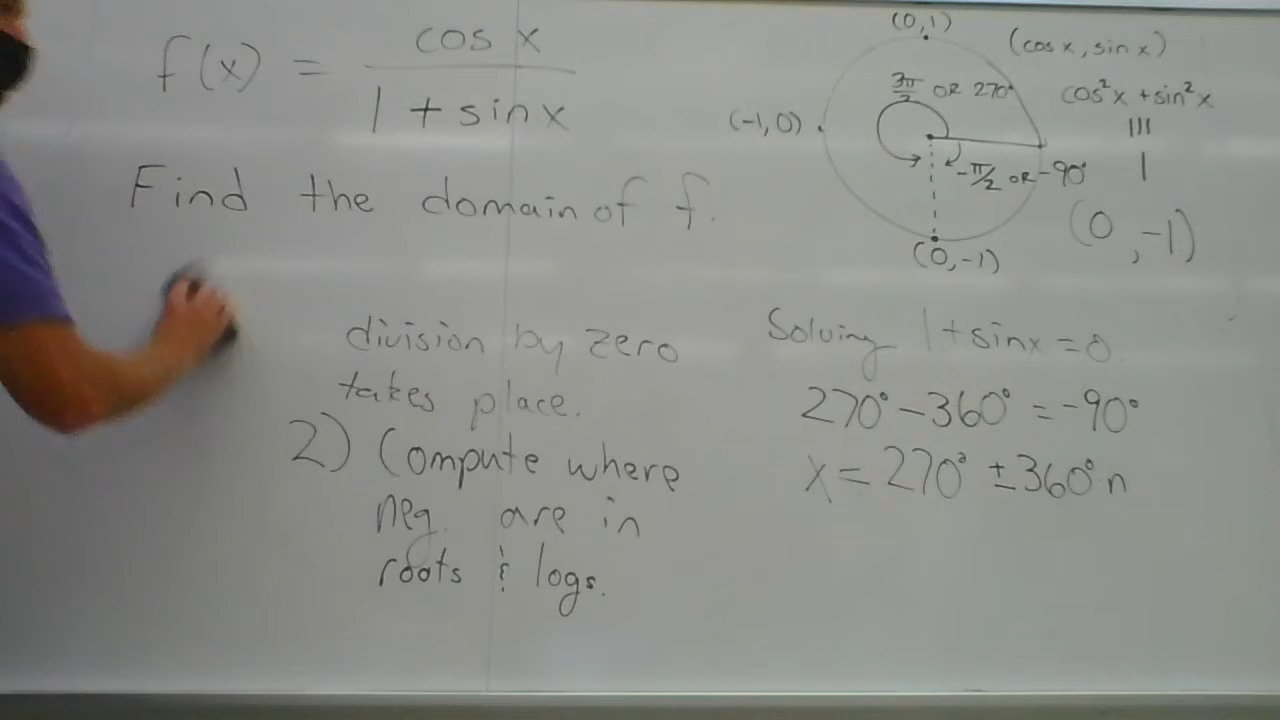 f(x) = cos x / 1 + sin x
Find the domain of f.
division by zero
takes place.
2) Compute where
neg. are in
roots & logs.
(0,1)
(cos x, sin x)
3π/2 OR 270°
cos²x + sin²x
≡
1
(-1,0)
-π/2 OR -90°
(0,-1)
(0,-1)
Solving 1+sinx=0
270°-360°=-90°
x=270° ±360°n